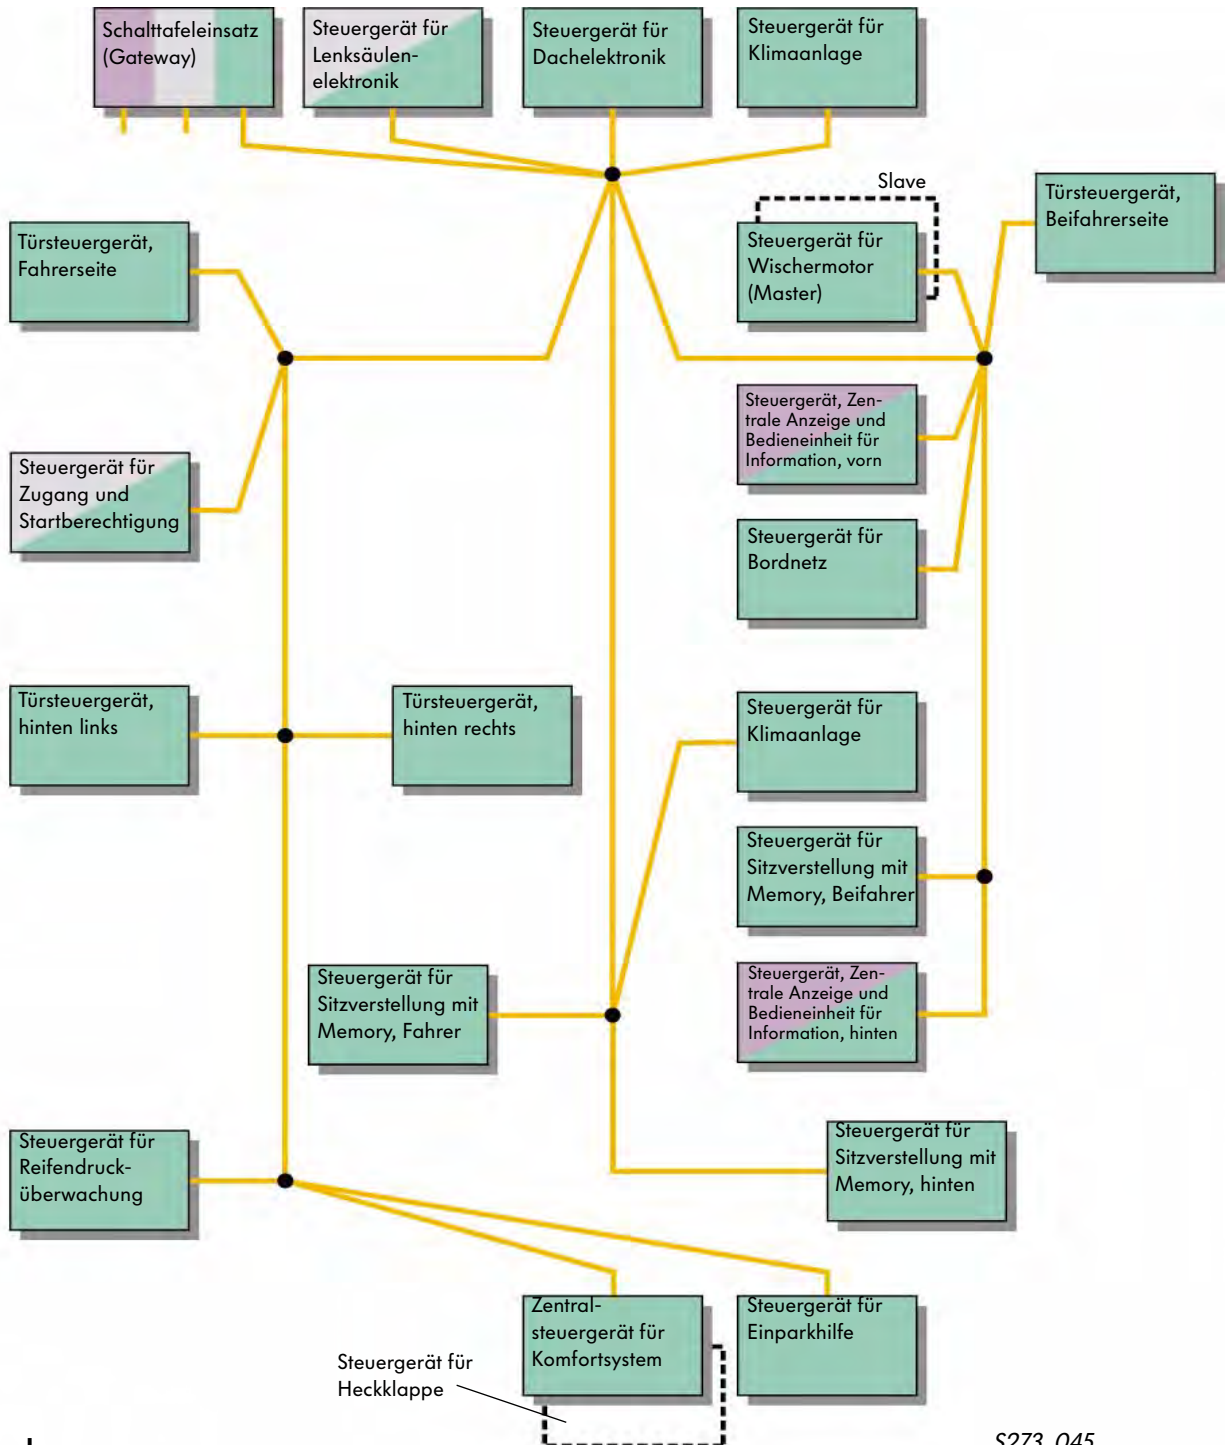 Schalttafeleinsatz
(Gateway)
Steuergerät für
Lenksäulen-
elektronik
Steuergerät für
Dachelektronik
Steuergerät für
Klimaanlage
Slave
Türsteuergerät,
Beifahrerseite
Türsteuergerät,
Fahrerseite
Steuergerät für
Wischermotor
(Master)
Steuergerät, Zen-
trale Anzeige und
Bedieneinheit für
Information, vorn
Steuergerät für
Zugang und
Startberechtigung
Steuergerät für
Bordnetz
Türsteuergerät,
hinten links
Türsteuergerät,
hinten rechts
Steuergerät für
Klimaanlage
Steuergerät für
Sitzverstellung mit
Memory, Beifahrer
Steuergerät für
Sitzverstellung mit
Memory, Fahrer
Steuergerät, Zen-
trale Anzeige und
Bedieneinheit für
Information, hinten
Steuergerät für
Reifendruck-
überwachung
Steuergerät für
Sitzverstellung mit
Memory, hinten
Zentral-
steuergerät für
Komfortsystem
Steuergerät für
Einparkhilfe
Steuergerät für
Heckklappe
S273_045